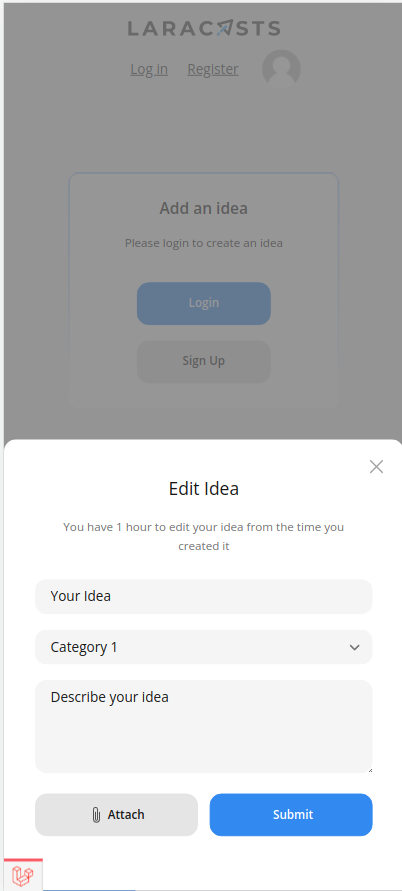 LARACASTS
Log in Register
Add an idea
Please login to create an idea
Login
Sign Up
Edit Idea
You have 1 hour to edit your idea from the time you
created it
Your Idea
Category 1
Describe your idea
Attach Submit